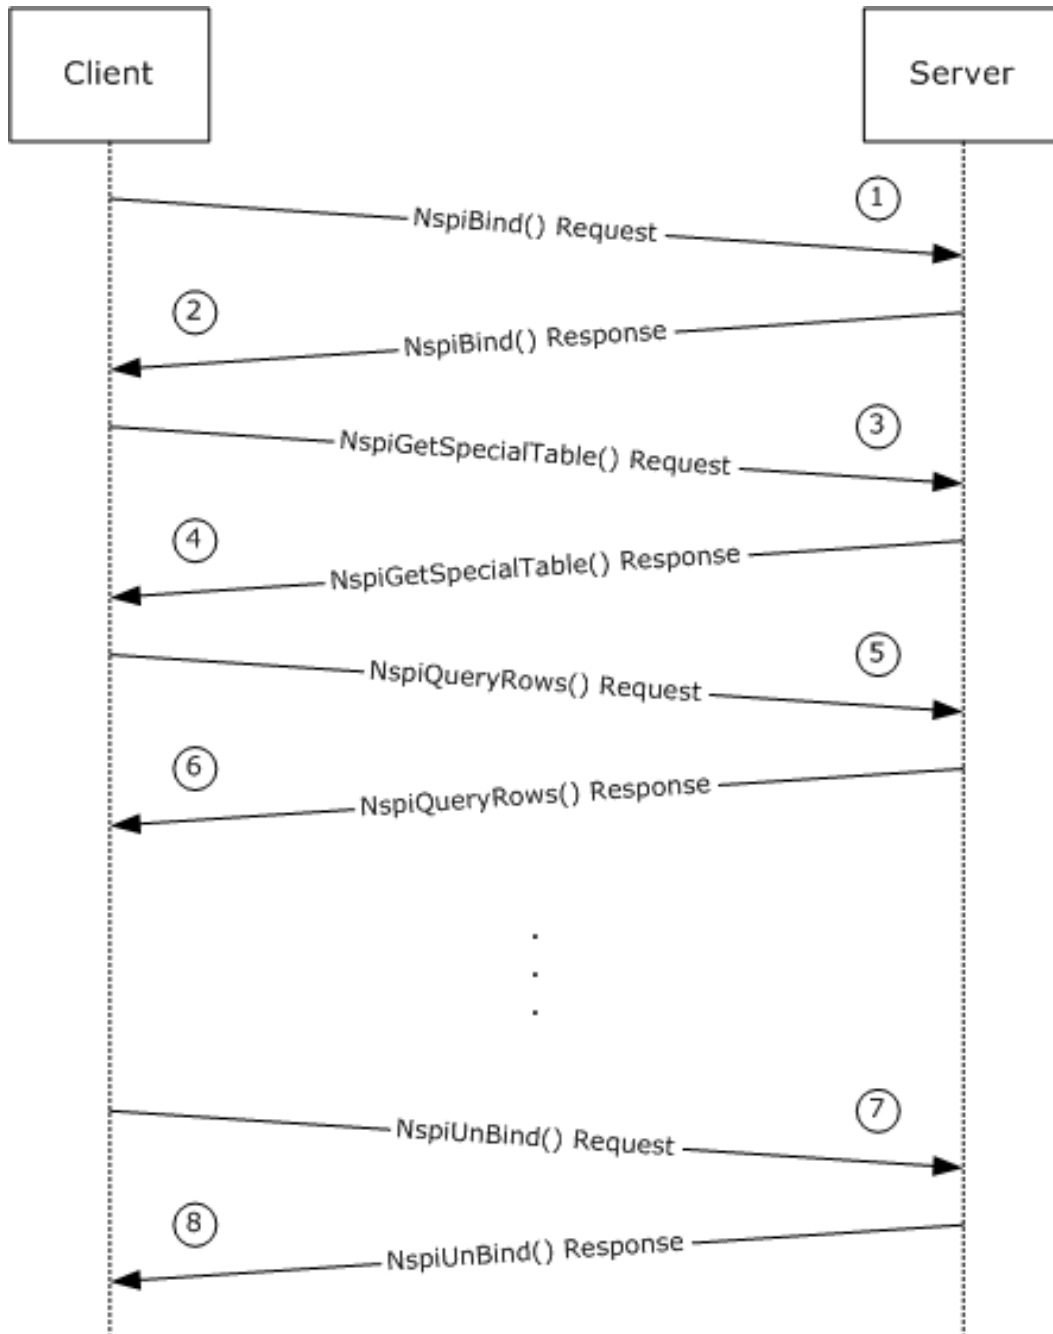 Client
Server
1
NspiBind() Request
2
NspiBind() Response
3
NspiGetSpecialTable() Request
4
NspiGetSpecialTable() Response
5
NspiQueryRows() Request
6
NspiQueryRows() Response
7
NspiUnBind() Request
8
NspiUnBind() Response